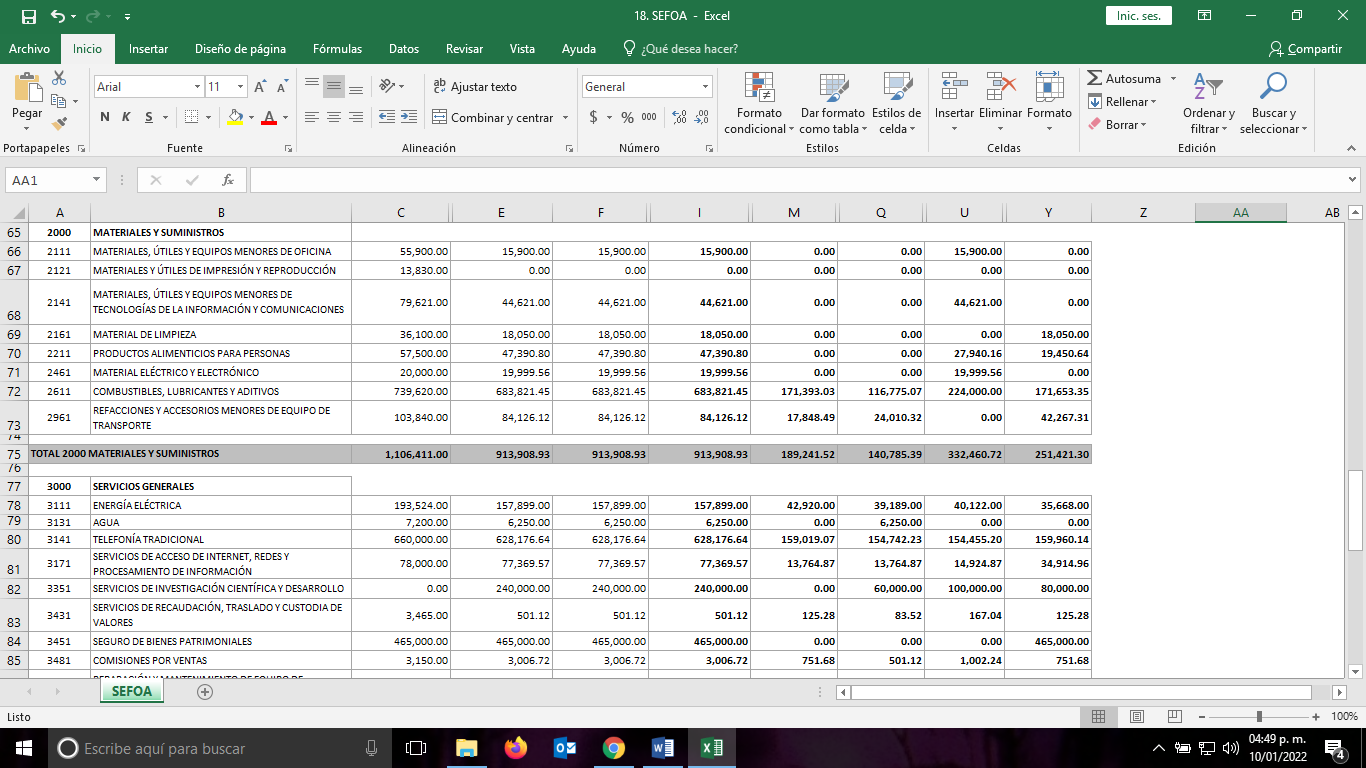 18. SEFOA - Excel
Inic. ses.
Archivo Inicio Insertar Diseño de página Fórmulas Datos Revisar Vista Ayuda ¿Qué desea hacer? Compartir
Pegar
Arial 11
N K S
Ajustar texto
Combinar y centrar
General
$ % 000
Formato condicional
Dar formato como tabla
Estilos de celda
Insertar Eliminar Formato
Autosuma
Rellenar
Borrar
Ordenar y filtrar
Buscar y seleccionar
Portapapeles Fuente Alineación Número Estilos Celdas Edición
AA1 fx
A B C E F I M Q U Y Z AA AB
65 2000 MATERIALES Y SUMINISTROS
66 2111 MATERIALES, ÚTILES Y EQUIPOS MENORES DE OFICINA 55,900.00 15,900.00 15,900.00 15,900.00 0.00 0.00 15,900.00 0.00
67 2121 MATERIALES Y ÚTILES DE IMPRESIÓN Y REPRODUCCIÓN 13,830.00 0.00 0.00 0.00 0.00 0.00 0.00 0.00
68 2141 MATERIALES, ÚTILES Y EQUIPOS MENORES DE
TECNOLOGÍAS DE LA INFORMACIÓN Y COMUNICACIONES 79,621.00 44,621.00 44,621.00 44,621.00 0.00 0.00 44,621.00 0.00
69 2161 MATERIAL DE LIMPIEZA 36,100.00 18,050.00 18,050.00 18,050.00 0.00 0.00 0.00 18,050.00
70 2211 PRODUCTOS ALIMENTICIOS PARA PERSONAS 57,500.00 47,390.80 47,390.80 47,390.80 0.00 0.00 27,940.16 19,450.64
71 2461 MATERIAL ELÉCTRICO Y ELECTRÓNICO 20,000.00 19,999.56 19,999.56 19,999.56 0.00 0.00 19,999.56 0.00
72 2611 COMBUSTIBLES, LUBRICANTES Y ADITIVOS 739,620.00 683,821.45 683,821.45 683,821.45 171,393.03 116,775.07 224,000.00 171,653.35
73 2961 REFACCIONES Y ACCESORIOS MENORES DE EQUIPO DE
TRANSPORTE 103,840.00 84,126.12 84,126.12 84,126.12 17,848.49 24,010.32 0.00 42,267.31
74
75 TOTAL 2000 MATERIALES Y SUMINISTROS 1,106,411.00 913,908.93 913,908.93 913,908.93 189,241.52 140,785.39 332,460.72 251,421.30
76
77 3000 SERVICIOS GENERALES
78 3111 ENERGÍA ELÉCTRICA 193,524.00 157,899.00 157,899.00 157,899.00 42,920.00 39,189.00 40,122.00 35,668.00
79 3131 AGUA 7,200.00 6,250.00 6,250.00 6,250.00 0.00 6,250.00 0.00 0.00
80 3141 TELEFONÍA TRADICIONAL 660,000.00 628,176.64 628,176.64 628,176.64 159,019.07 154,742.23 154,455.20 159,960.14
81 3171 SERVICIOS DE ACCESO DE INTERNET, REDES Y
PROCESAMIENTO DE INFORMACIÓN 78,000.00 77,369.57 77,369.57 77,369.57 13,764.87 13,764.87 14,924.87 34,914.96
82 3351 SERVICIOS DE INVESTIGACIÓN CIENTÍFICA Y DESARROLLO 0.00 240,000.00 240,000.00 240,000.00 0.00 60,000.00 100,000.00 80,000.00
83 3431 SERVICIOS DE RECAUDACIÓN, TRASLADO Y CUSTODIA DE
VALORES 3,465.00 501.12 501.12 501.12 125.28 83.52 167.04 125.28
84 3451 SEGURO DE BIENES PATRIMONIALES 465,000.00 465,000.00 465,000.00 465,000.00 0.00 0.00 0.00 465,000.00
85 3481 COMISIONES POR VENTAS 3,150.00 3,006.72 3,006.72 3,006.72 751.68 501.12 1,002.24 751.68
SEFOA
Listo 100%
Escribe aquí para buscar
04:49 p. m.
10/01/2022
4